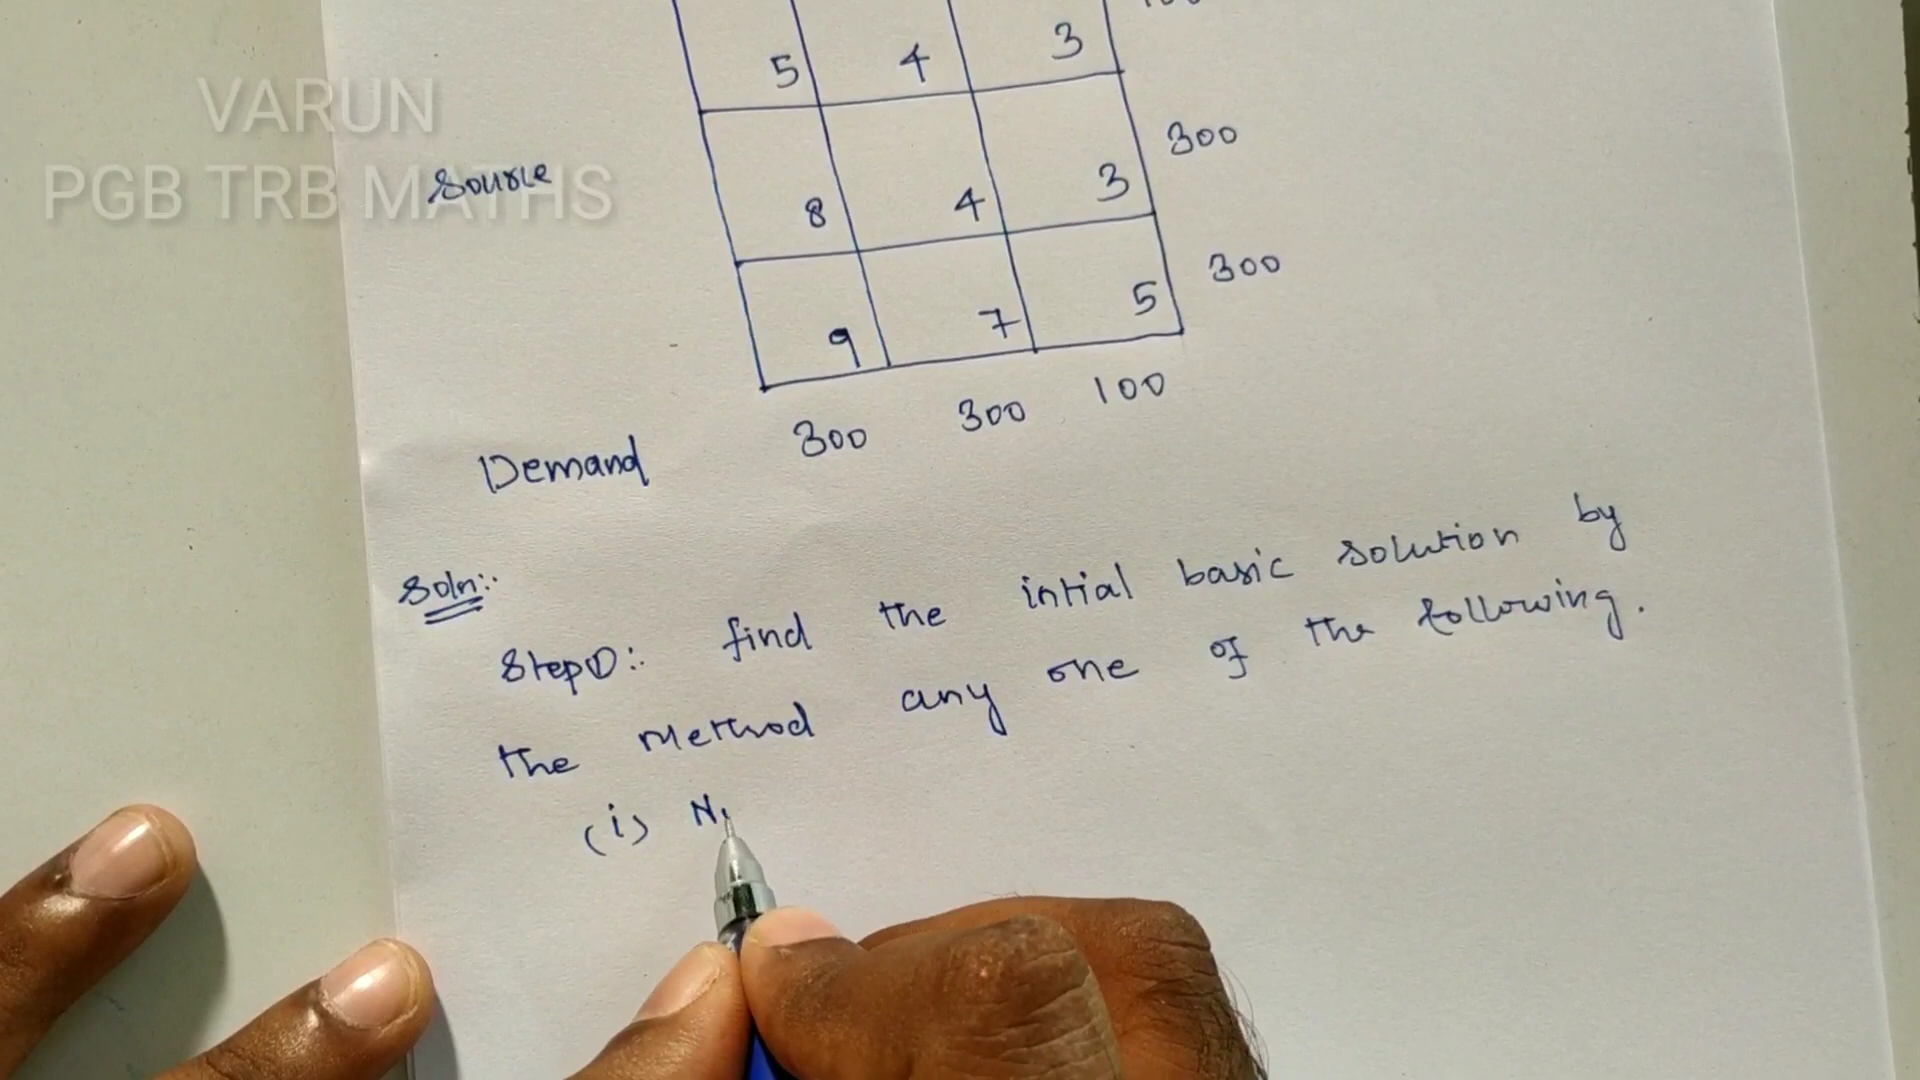 VARUN
PGB TRB MATHS
5 4 3
300
Source
8 4 3
300
9 7 5
300 300 100
Demand
Soln:
Step①: find the intial basic solution by
the Method any one of the following.
(i) N